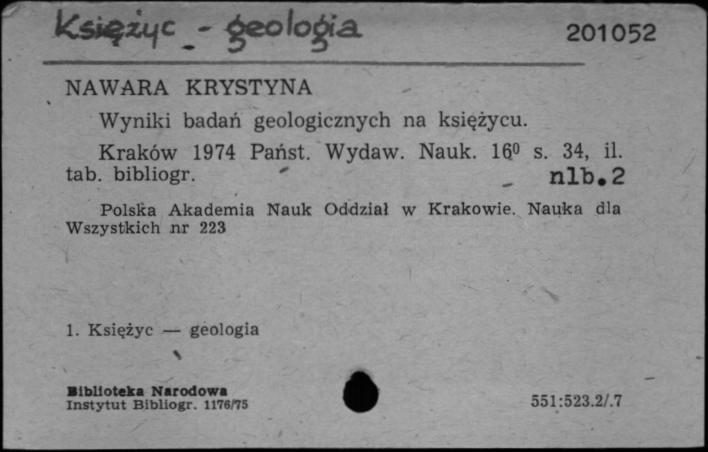 Księżyc - geologia 201052
NAWARA KRYSTYNA
Wyniki badań geologicznych na księżycu.
Kraków 1974 Państ. Wydaw. Nauk. 16⁰ s. 34, il.
tab. bibliogr. nlb.2
Polska Akademia Nauk Oddział w Krakowie. Nauka dla
Wszystkich nr 223
1. Księżyc — geologia
Biblioteka Narodowa
Instytut Bibliogr. 1176/75 551:523.2/.7